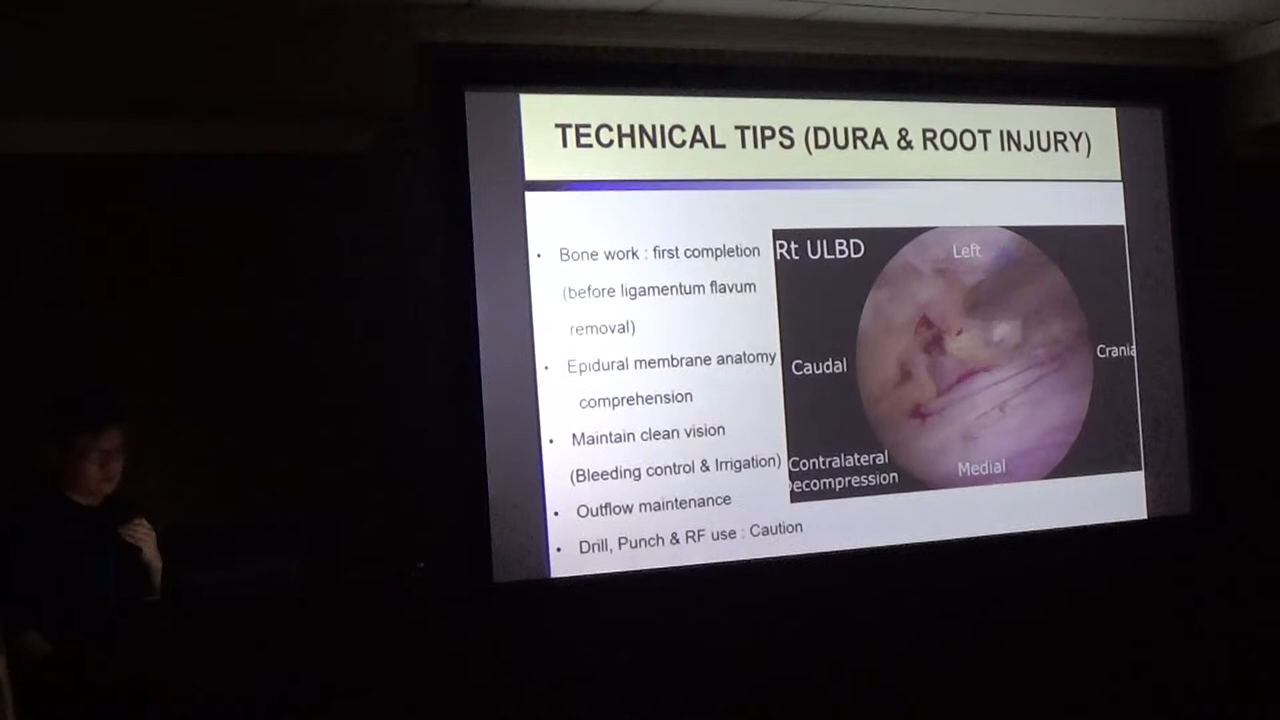 TECHNICAL TIPS (DURA & ROOT INJURY)
• Bone work : first completion
(before ligamentum flavum
removal)
• Epidural membrane anatomy
comprehension
• Maintain clean vision
(Bleeding control & Irrigation)
• Outflow maintenance
• Drill, Punch & RF use : Caution
Rt ULBD
Left
Caudal
Crania
Contralateral
ecompression
Medial